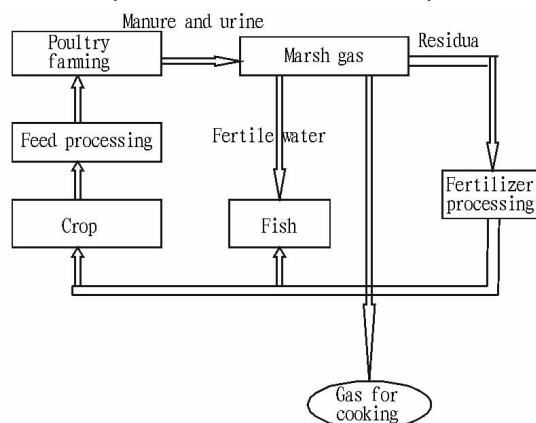 Manure and urine
Poultry
farming
Marsh gas
Residua
Feed processing
Fertile water
Fertilizer
processing
Crop
Fish
Gas for
cooking